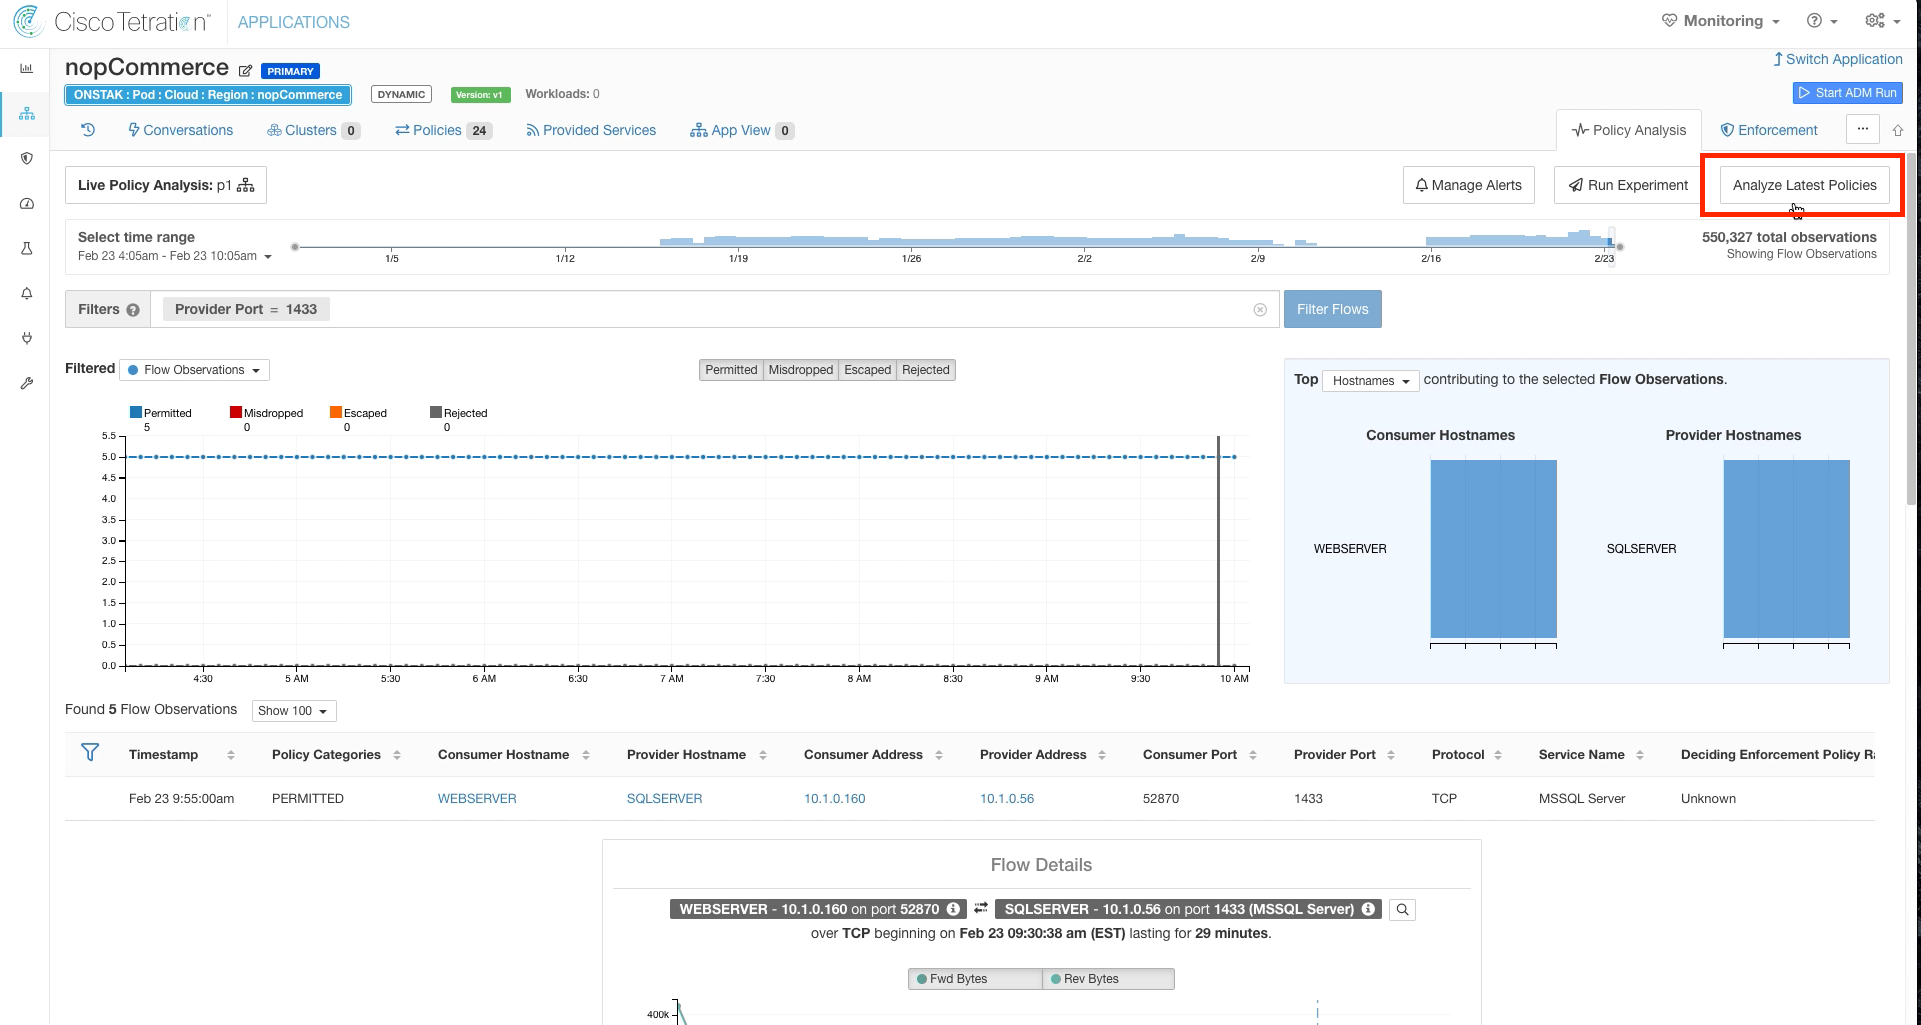 Cisco Tetration™ APPLICATIONS Monitoring
nopCommerce PRIMARY Switch Application
ONSTAK : Pod : Cloud : Region : nopCommerce DYNAMIC Version: v1 Workloads: 0 Start ADM Run
Conversations Clusters 0 Policies 24 Provided Services App View 0 Policy Analysis Enforcement ...
Live Policy Analysis: p1 Manage Alerts Run Experiment Analyze Latest Policies
Select time range 550,327 total observations
Feb 23 4:05am - Feb 23 10:05am Showing Flow Observations
1/5 1/12 1/19 1/26 2/2 2/9 2/16 2/23
Filters ? Provider Port = 1433 Filter Flows
Filtered Flow Observations Permitted Misdropped Escaped Rejected
Top Hostnames contributing to the selected Flow Observations.
Permitted Misdropped Escaped Rejected
5 0 0 0
Consumer Hostnames Provider Hostnames
5.5
5.0
4.5
4.0
3.5
3.0
2.5
2.0
1.5
1.0
0.5
0.0
WEBSERVER SQLSERVER
4:30 5 AM 5:30 6 AM 6:30 7 AM 7:30 8 AM 8:30 9 AM 9:30 10 AM
Found 5 Flow Observations Show 100
Timestamp Policy Categories Consumer Hostname Provider Hostname Consumer Address Provider Address Consumer Port Provider Port Protocol Service Name Deciding Enforcement Policy Ra
Feb 23 9:55:00am PERMITTED WEBSERVER SQLSERVER 10.1.0.160 10.1.0.56 52870 1433 TCP MSSQL Server Unknown
Flow Details
WEBSERVER - 10.1.0.160 on port 52870 SQLSERVER - 10.1.0.56 on port 1433 (MSSQL Server)
over TCP beginning on Feb 23 09:30:38 am (EST) lasting for 29 minutes.
Fwd Bytes Rev Bytes
400k